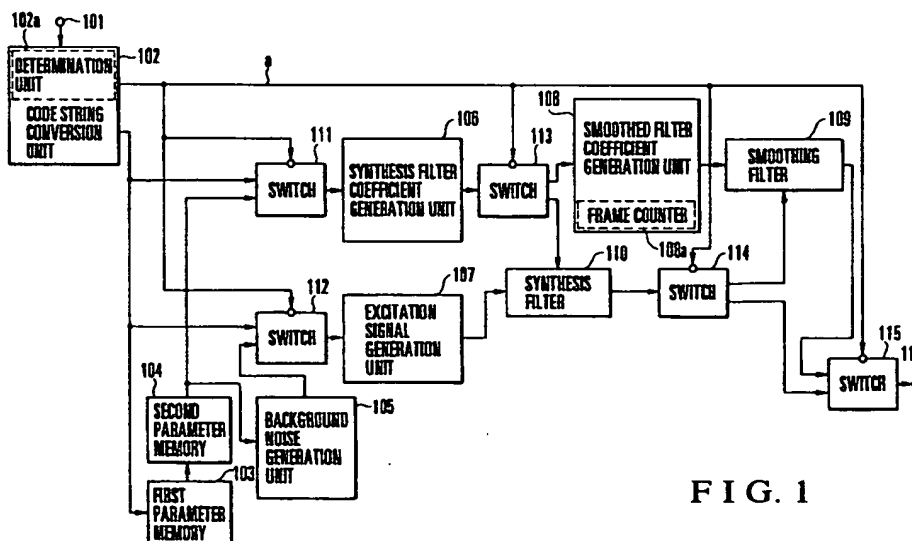 102a
101
102
DETERMINATION
UNIT
CODE STRING
CONVERSION
UNIT
a
111
SWITCH
106
SYNTHESIS FILTER
COEFFICIENT
GENERATION UNIT
113
SWITCH
108
SMOOTHED FILTER
COEFFICIENT
GENERATION UNIT
FRAME COUNTER
108a
109
SMOOTHING
FILTER
112
SWITCH
107
EXCITATION
SIGNAL
GENERATION
UNIT
110
SYNTHESIS
FILTER
114
SWITCH
115
SWITCH
11
104
SECOND
PARAMETER
MEMORY
105
BACKGROUND
NOISE
GENERATION
UNIT
103
FIRST
PARAMETER
MEMORY
FIG. 1